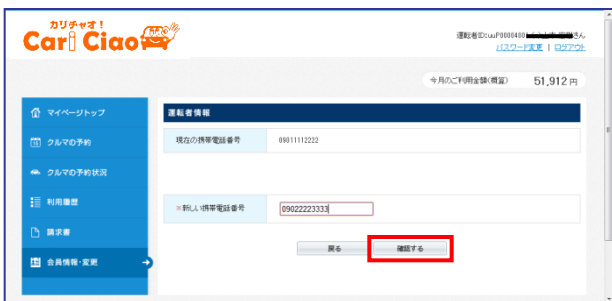 カリチャオ!
Cari Ciao
運転者ID:uuP0000400 さん
パスワード変更 | ログアウト
今月のご利用金額(概算) 51,912 円
マイページトップ
クルマの予約
クルマの予約状況
利用履歴
請求書
会員情報・変更
運転者情報
現在の携帯電話番号 09011112222
※新しい携帯電話番号 09022223333
戻る 確認する